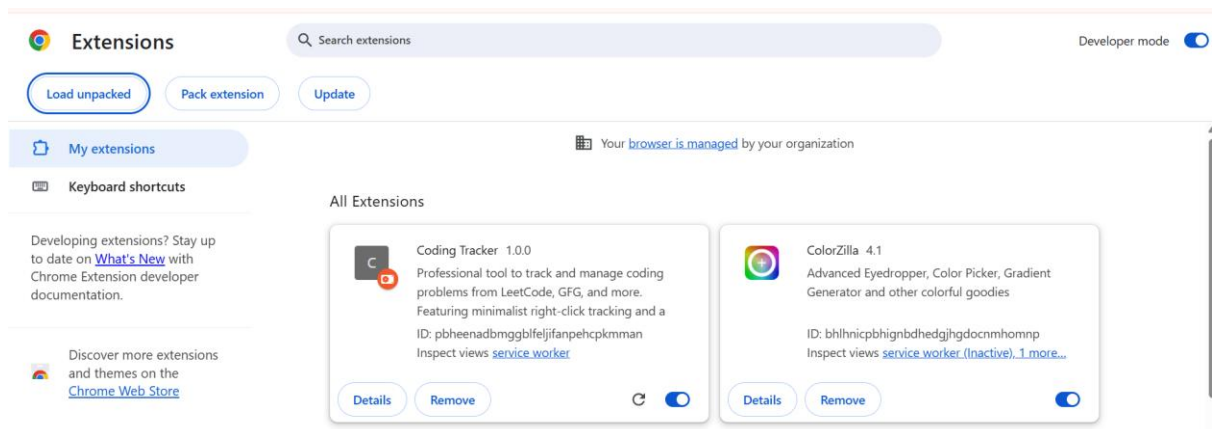 Extensions
Search extensions
Developer mode
Load unpacked
Pack extension
Update
My extensions
Keyboard shortcuts
Developing extensions? Stay up
to date on What's New with
Chrome Extension developer
documentation.
Discover more extensions
and themes on the
Chrome Web Store
Your browser is managed by your organization
All Extensions
C
Coding Tracker 1.0.0
Professional tool to track and manage coding
problems from LeetCode, GFG, and more.
Featuring minimalist right-click tracking and a
ID: pbheenadbmggblfeljifanpehcpkmman
Inspect views service worker
Details
Remove
ColorZilla 4.1
Advanced Eyedropper, Color Picker, Gradient
Generator and other colorful goodies
ID: bhlhnicpbhignbdhedgjhgdocnmhomnp
Inspect views service worker (Inactive), 1 more...
Details
Remove